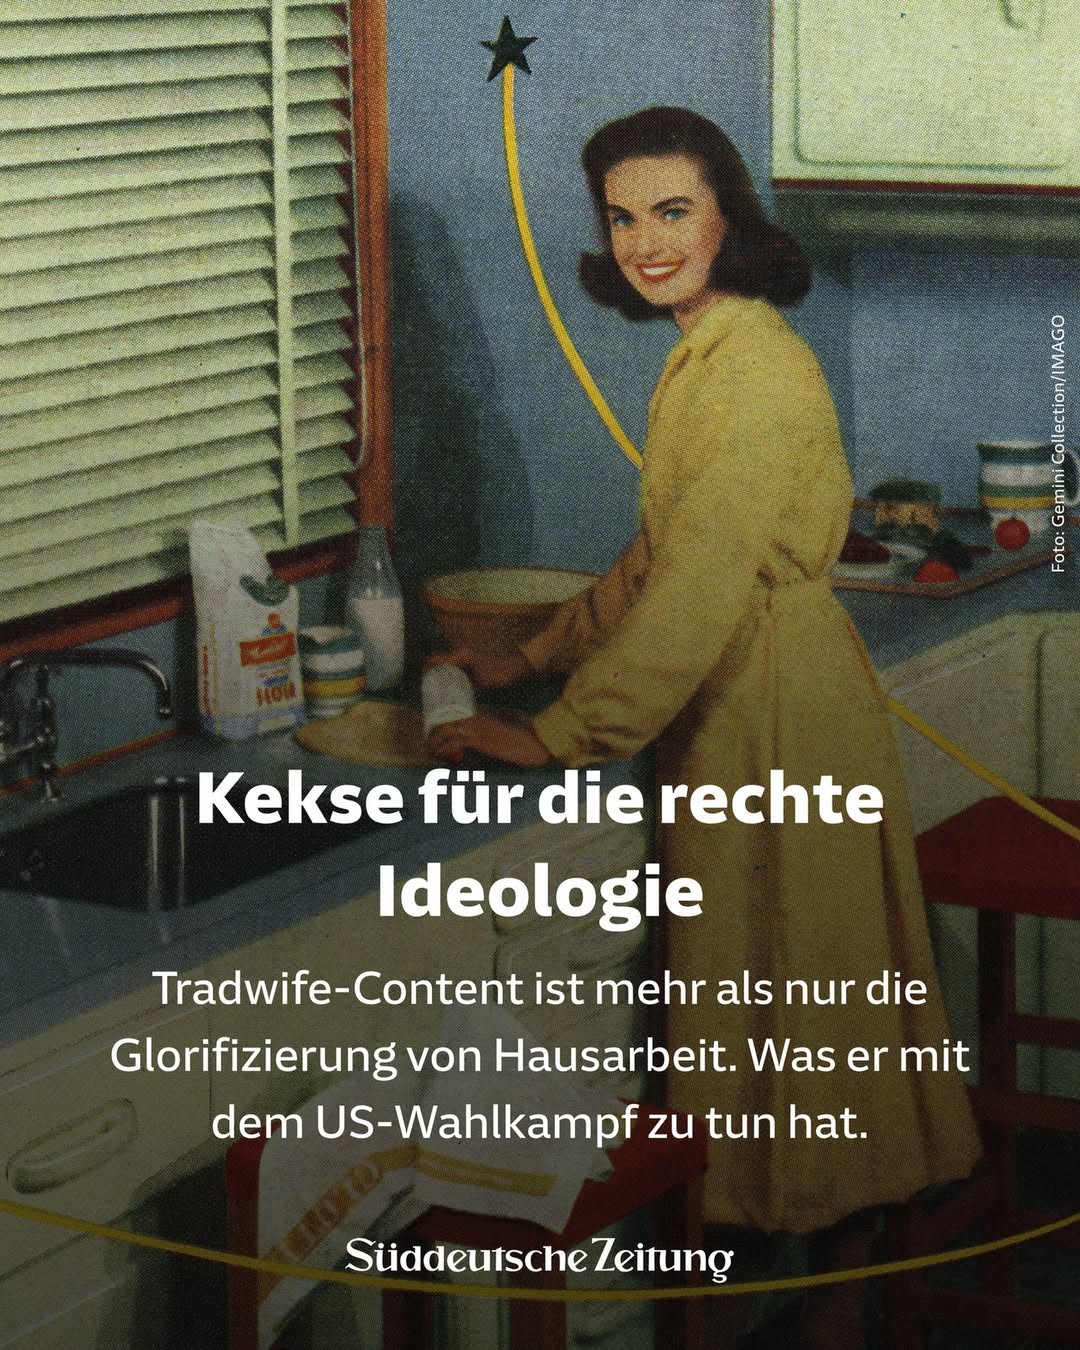 Kekse für die rechte
Ideologie
Tradwife-Content ist mehr als nur die
Glorifizierung von Hausarbeit. Was er mit
dem US-Wahlkampf zu tun hat.
Süddeutsche Zeitung
Foto: Gemini Collection/IMAGO